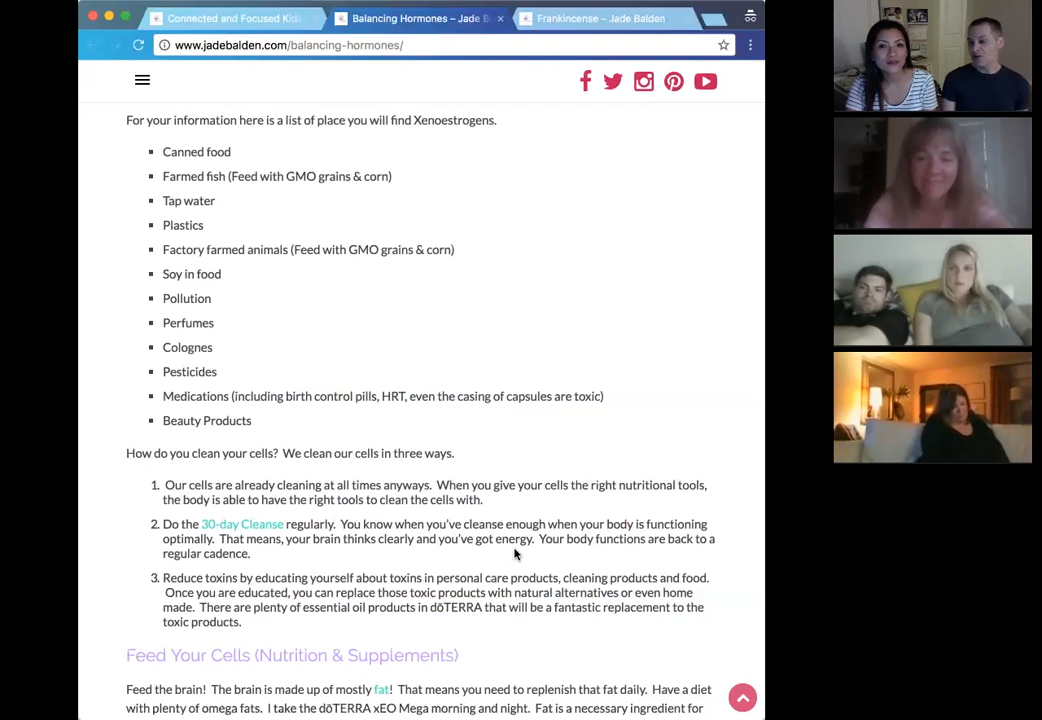 Connected and Focused Kids
Balancing Hormones – Jade B
Frankincense – Jade Balden
www.jadebalden.com/balancing-hormones/
For your information here is a list of place you will find Xenoestrogens.
Canned food
Farmed fish (Feed with GMO grains & corn)
Tap water
Plastics
Factory farmed animals (Feed with GMO grains & corn)
Soy in food
Pollution
Perfumes
Colognes
Pesticides
Medications (including birth control pills, HRT, even the casing of capsules are toxic)
Beauty Products
How do you clean your cells? We clean our cells in three ways.
1. Our cells are already cleaning at all times anyways. When you give your cells the right nutritional tools,
the body is able to have the right tools to clean the cells with.
2. Do the 30-day Cleanse regularly. You know when you've cleanse enough when your body is functioning
optimally. That means, your brain thinks clearly and you've got energy. Your body functions are back to a
regular cadence.
3. Reduce toxins by educating yourself about toxins in personal care products, cleaning products and food.
Once you are educated, you can replace those toxic products with natural alternatives or even home
made. There are plenty of essential oil products in dōTERRA that will be a fantastic replacement to the
toxic products.
Feed Your Cells (Nutrition & Supplements)
Feed the brain! The brain is made up of mostly fat! That means you need to replenish that fat daily. Have a diet
with plenty of omega fats. I take the dōTERRA xEO Mega morning and night. Fat is a necessary ingredient for